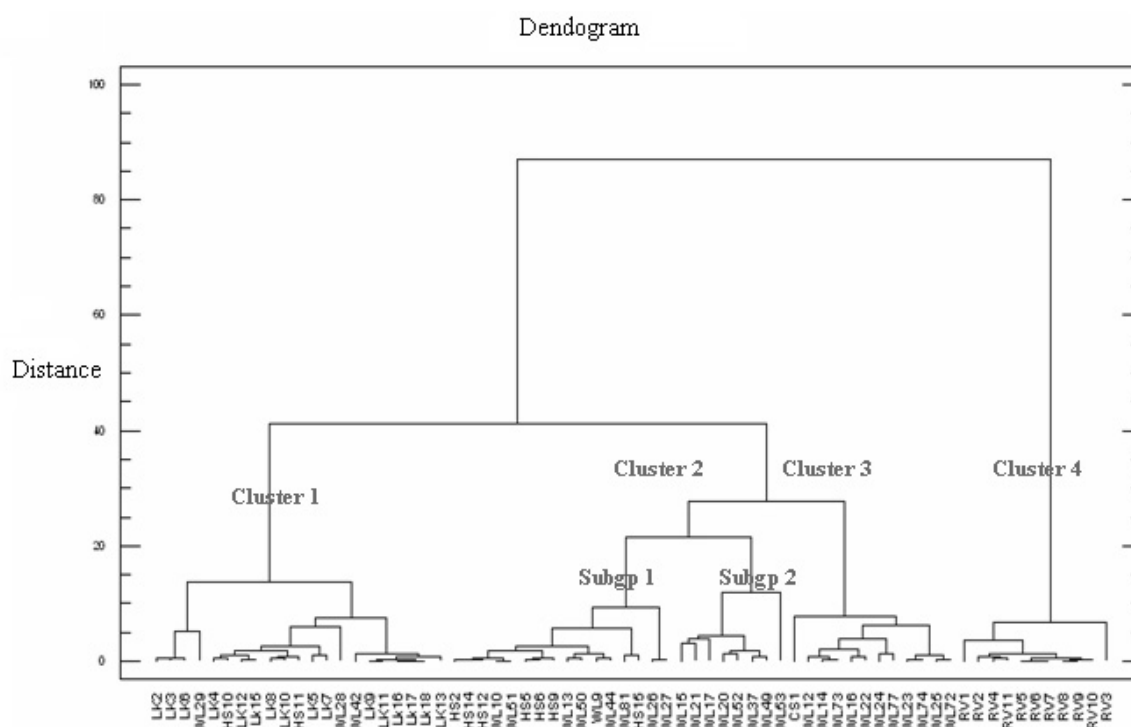 Dendogram
100
80
60
Distance
40
Cluster 2
Cluster 3
Cluster 4
Cluster 1
20
Subgp 1
Subgp 2
0
LK2
LK3
LK6
WL29
LK4
HS10
LK12
Lk15
LK8
LK10
HS11
LK5
LK7
WL28
WL42
LK9
LK11
Lk16
Lk17
Lk18
LK13
HS2
HS14
HS12
WL10
WL51
HS5
HS6
HS9
WL13
WL50
WL9
WL44
WL81
HS15
WL26
WL27
WL15
WL21
WL17
WL20
WL52
WL37
WL49
WL53
CS1
WL12
WL14
WL73
WL16
WL22
WL24
WL77
WL23
WL74
WL25
WL72
RV1
RV2
RV4
RV11
RV5
RV6
RV7
RV8
RV9
RV10
RV3